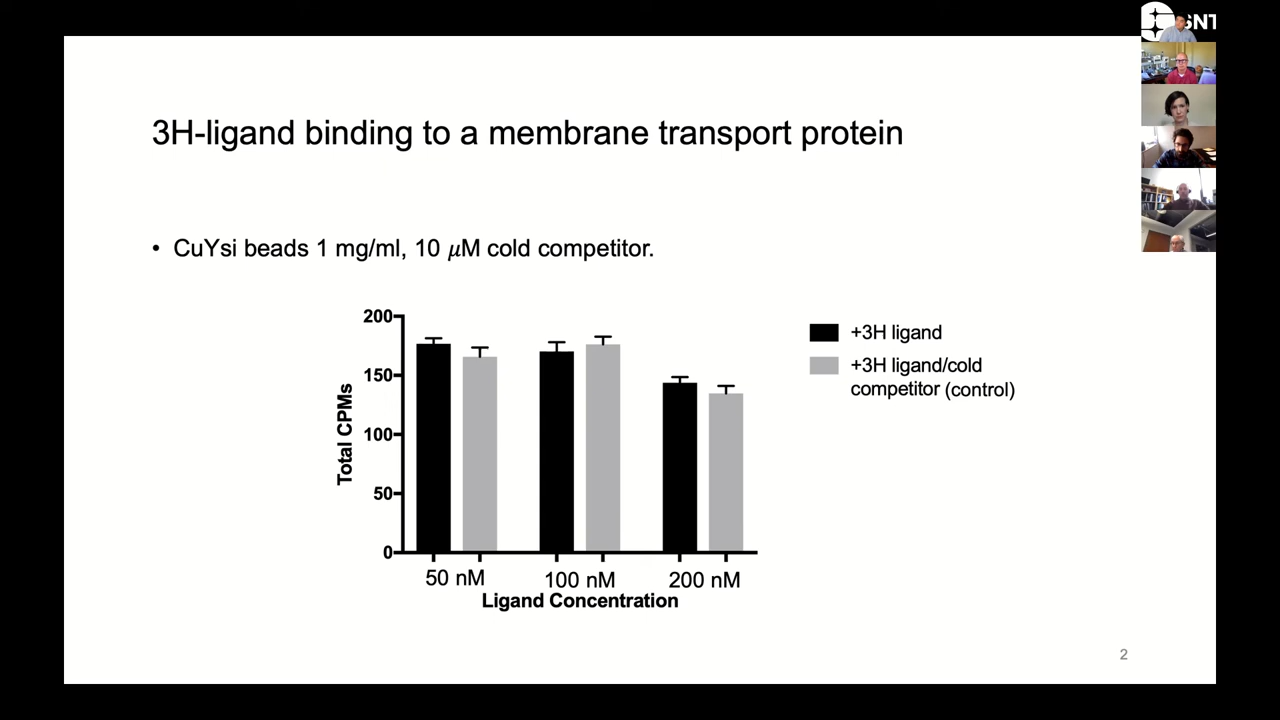 SNT
3H-ligand binding to a membrane transport protein
• CuYsi beads 1 mg/ml, 10 μM cold competitor.
200
150
100
50
0
Total CPMs
50 nM
100 nM
200 nM
Ligand Concentration
+3H ligand
+3H ligand/cold
competitor (control)
2